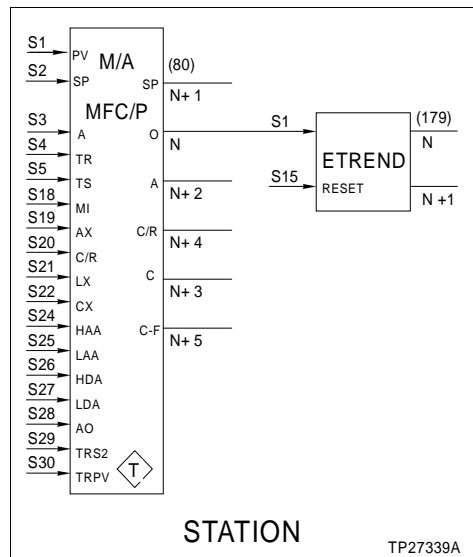 S1 PV M/A (80)
S2 SP SP N+ 1
MFC/P
S3 A O N S1 (179) N
S4 TR ETREND
S5 TS A N+ 2 S15 RESET N +1
S18 MI
S19 AX C/R N+ 4
S20 C/R
S21 LX C N+ 3
S22 CX
S24 HAA C-F N+ 5
S25 LAA
S26 HDA
S27 LDA
S28 AO
S29 TRS2 T
S30 TRPV
STATION
TP27339A